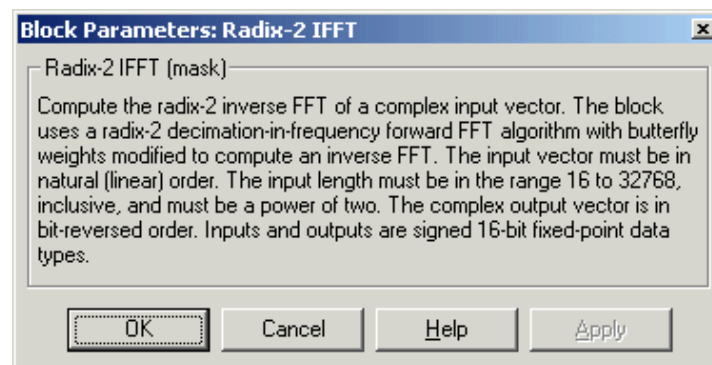 Block Parameters: Radix-2 IFFT
Radix-2 IFFT (mask)
Compute the radix-2 inverse FFT of a complex input vector. The block
uses a radix-2 decimation-in-frequency forward FFT algorithm with butterfly
weights modified to compute an inverse FFT. The input vector must be in
natural (linear) order. The input length must be in the range 16 to 32768,
inclusive, and must be a power of two. The complex output vector is in
bit-reversed order. Inputs and outputs are signed 16-bit fixed-point data
types.
OK Cancel Help Apply